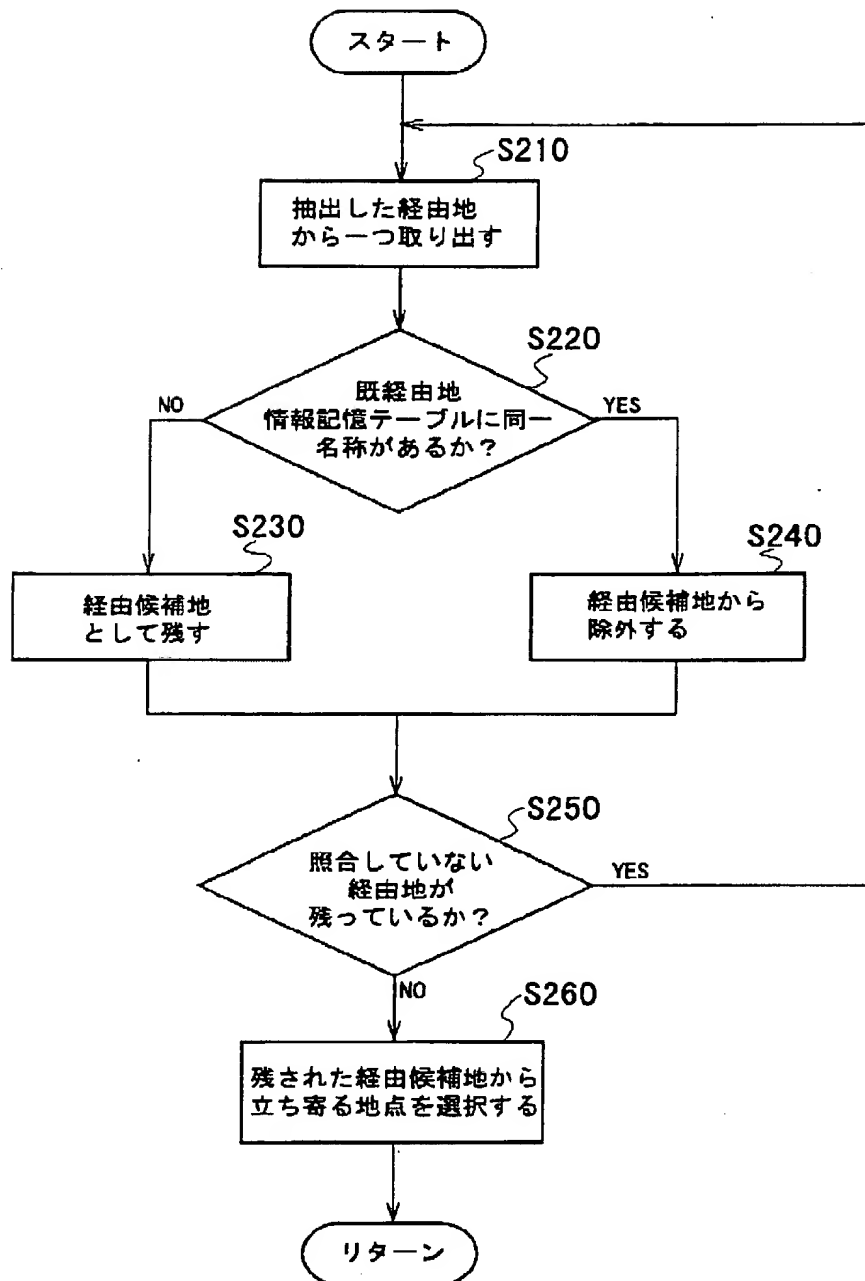 スタート
S210
抽出した経由地
から一つ取り出す
S220
既経由地
情報記憶テーブルに同一
名称があるか？
NO
YES
S230
経由候補地
として残す
S240
経由候補地から
除外する
S250
照合していない
経由地が
残っているか？
YES
NO
S260
残された経由候補地から
立ち寄る地点を選択する
リターン